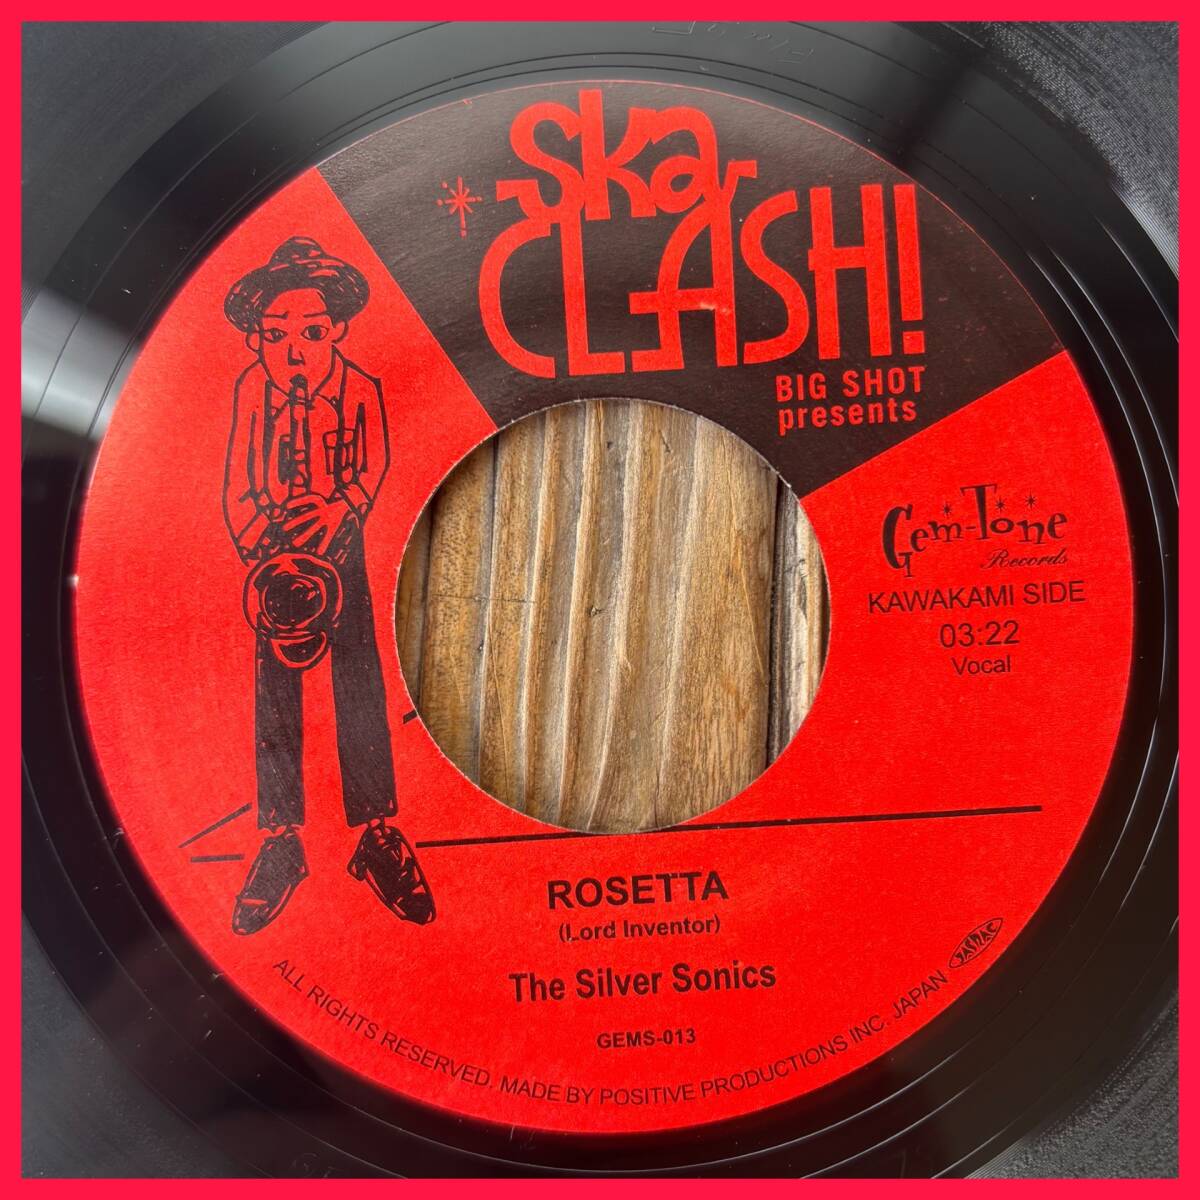 Ska
CLASH!
BIG SHOT
presents
Gem-Tone
Records
KAWAKAMI SIDE
03:22
Vocal
ROSETTA
(Lord Inventor)
The Silver Sonics
GEMS-013
ALL RIGHTS RESERVED. MADE BY POSITIVE PRODUCTIONS INC. JAPAN
JASRAC